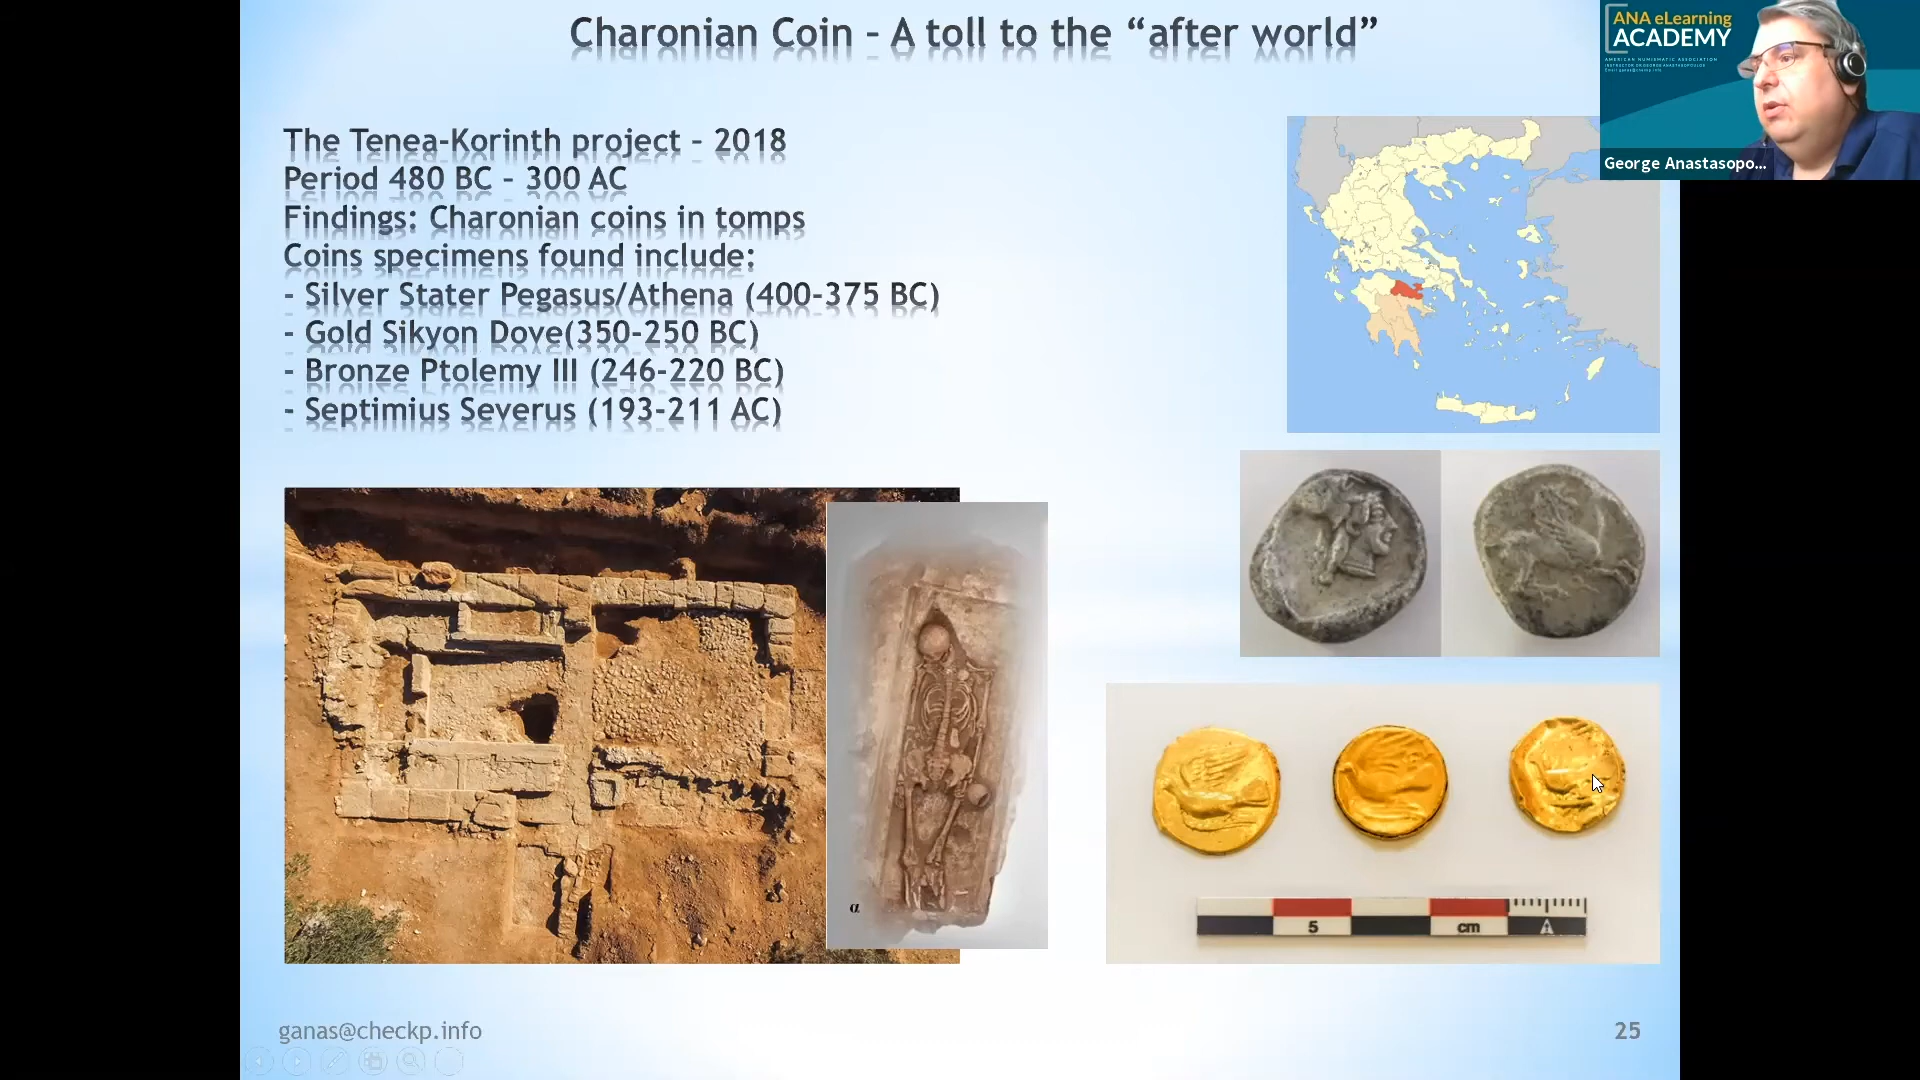 Charonian Coin – A toll to the “after world”
ANA eLearning
ACADEMY
AMERICAN NUMISMATIC ASSOCIATION
George Anastasopo...
The Tenea-Korinth project – 2018
Period 480 BC – 300 AC
Findings: Charonian coins in tomps
Coins specimens found include:
- Silver Stater Pegasus/Athena (400-375 BC)
- Gold Sikyon Dove(350-250 BC)
- Bronze Ptolemy III (246-220 BC)
- Septimius Severus (193-211 AC)
α
5 cm
ganas@checkp.info
25